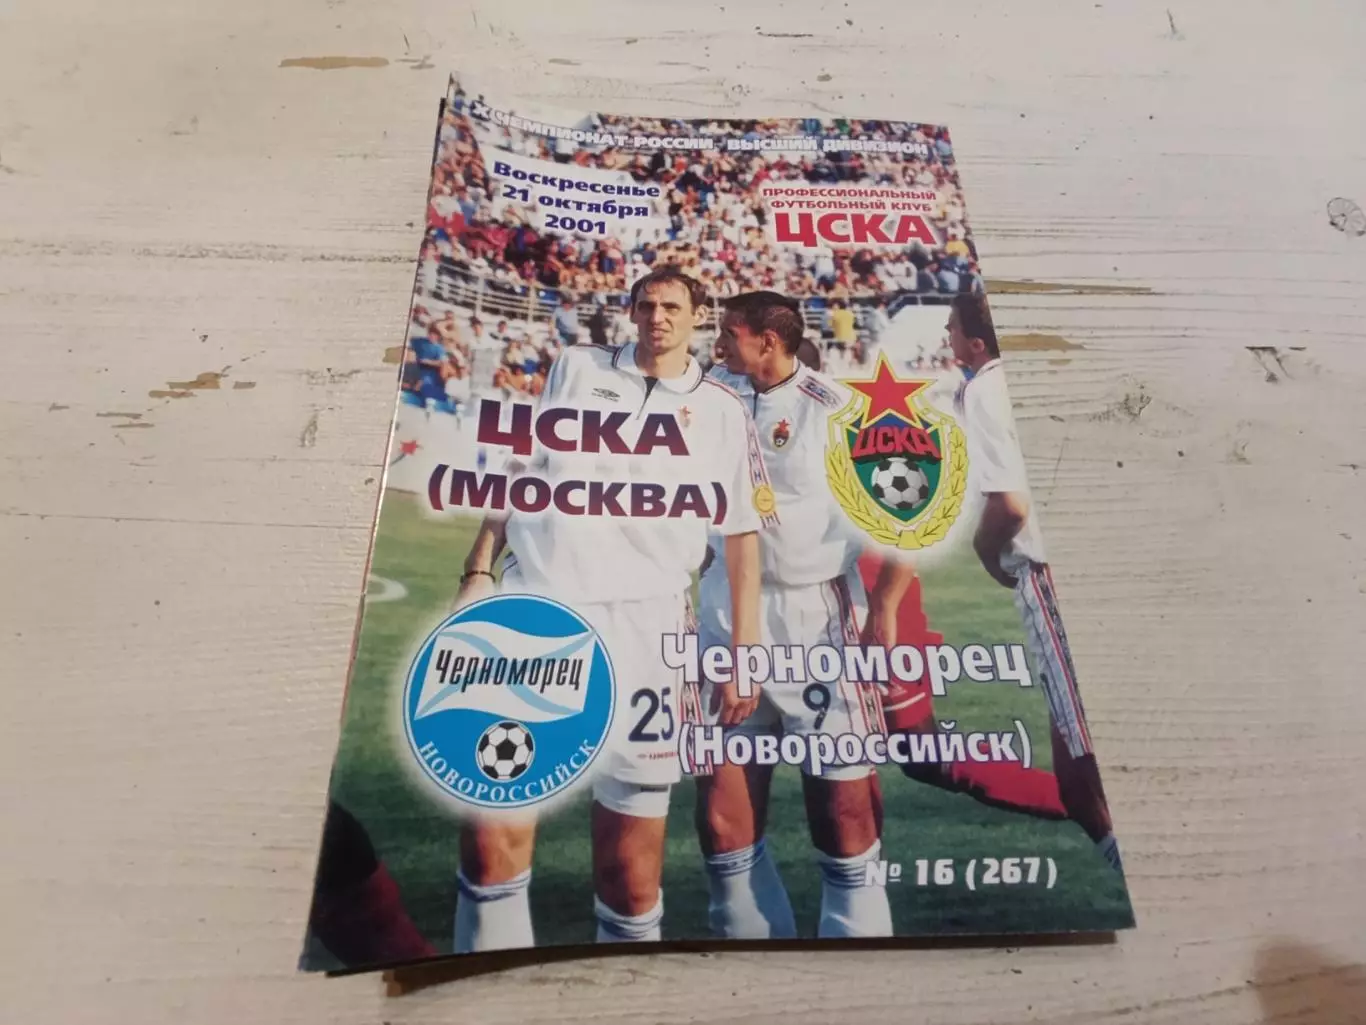 X ЧЕМПИОНАТ РОССИИ ВЫСШИЙ ДИВИЗИОН
Воскресенье
21 октября
2001
ПРОФЕССИОНАЛЬНЫЙ
ФУТБОЛЬНЫЙ КЛУБ
ЦСКА
ЦСКА
(МОСКВА)
ЦСКА
Черноморец
НОВОРОССИЙСК
25
9
Черноморец
(Новороссийск)
№ 16 (267)